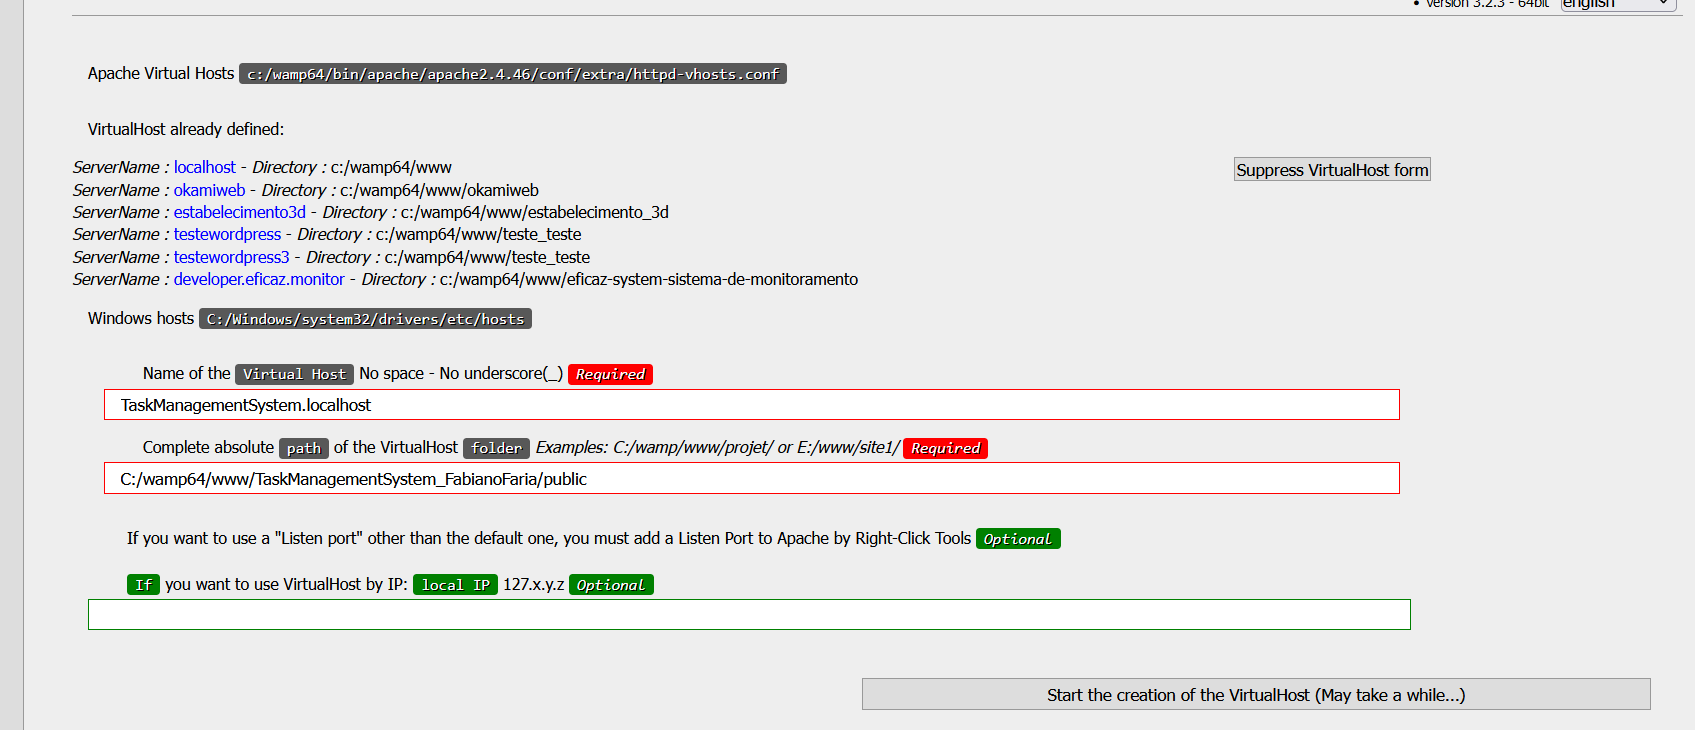 • Version 3.2.3 - 64bit english
Apache Virtual Hosts c:/wamp64/bin/apache/apache2.4.46/conf/extra/httpd-vhosts.conf
VirtualHost already defined:
ServerName : localhost - Directory : c:/wamp64/www
Suppress VirtualHost form
ServerName : okamiweb - Directory : c:/wamp64/www/okamiweb
ServerName : estabelecimento3d - Directory : c:/wamp64/www/estabelecimento_3d
ServerName : testewordpress - Directory : c:/wamp64/www/teste_teste
ServerName : testewordpress3 - Directory : c:/wamp64/www/teste_teste
ServerName : developer.eficaz.monitor - Directory : c:/wamp64/www/eficaz-system-sistema-de-monitoramento
Windows hosts C:/Windows/system32/drivers/etc/hosts
Name of the Virtual Host No space - No underscore(_) Required
TaskManagementSystem.localhost
Complete absolute path of the VirtualHost folder Examples: C:/wamp/www/projet/ or E:/www/site1/ Required
C:/wamp64/www/TaskManagementSystem_FabianoFaria/public
If you want to use a "Listen port" other than the default one, you must add a Listen Port to Apache by Right-Click Tools Optional
If you want to use VirtualHost by IP: local IP 127.x.y.z Optional
Start the creation of the VirtualHost (May take a while...)